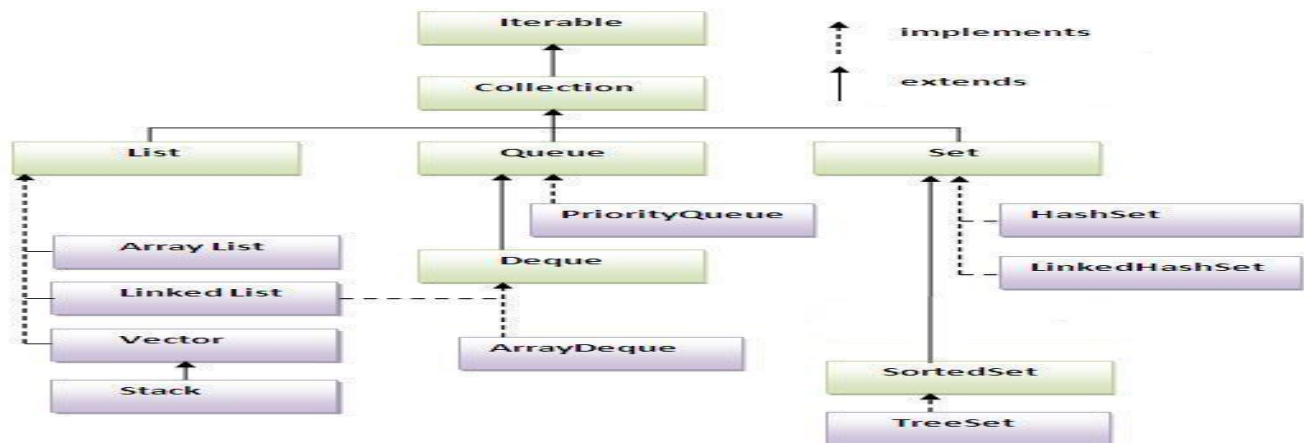 Iterable
implements
Collection
extends
List
Queue
Set
PriorityQueue
HashSet
Array List
Deque
LinkedHashSet
Linked List
Vector
ArrayDeque
Stack
SortedSet
TreeSet